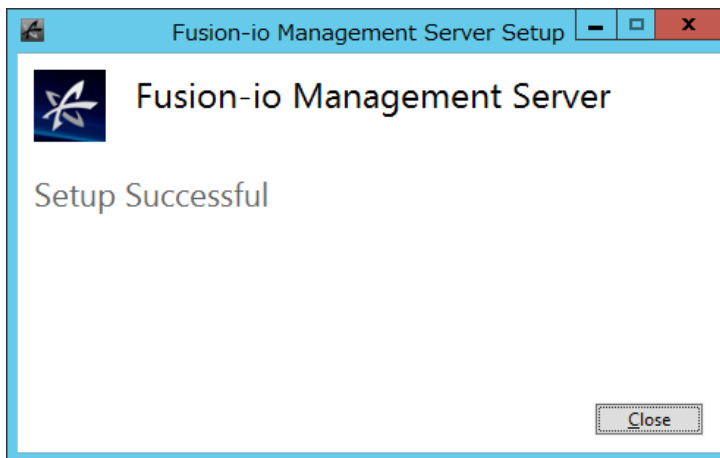 Fusion-io Management Server Setup
Fusion-io Management Server
Setup Successful
Close